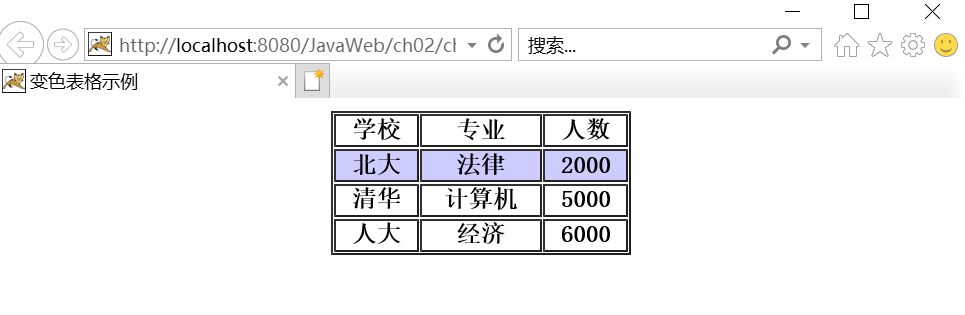 http://localhost:8080/JavaWeb/ch02/ch
搜索...
变色表格示例
学校 专业 人数
北大 法律 2000
清华 计算机 5000
人大 经济 6000